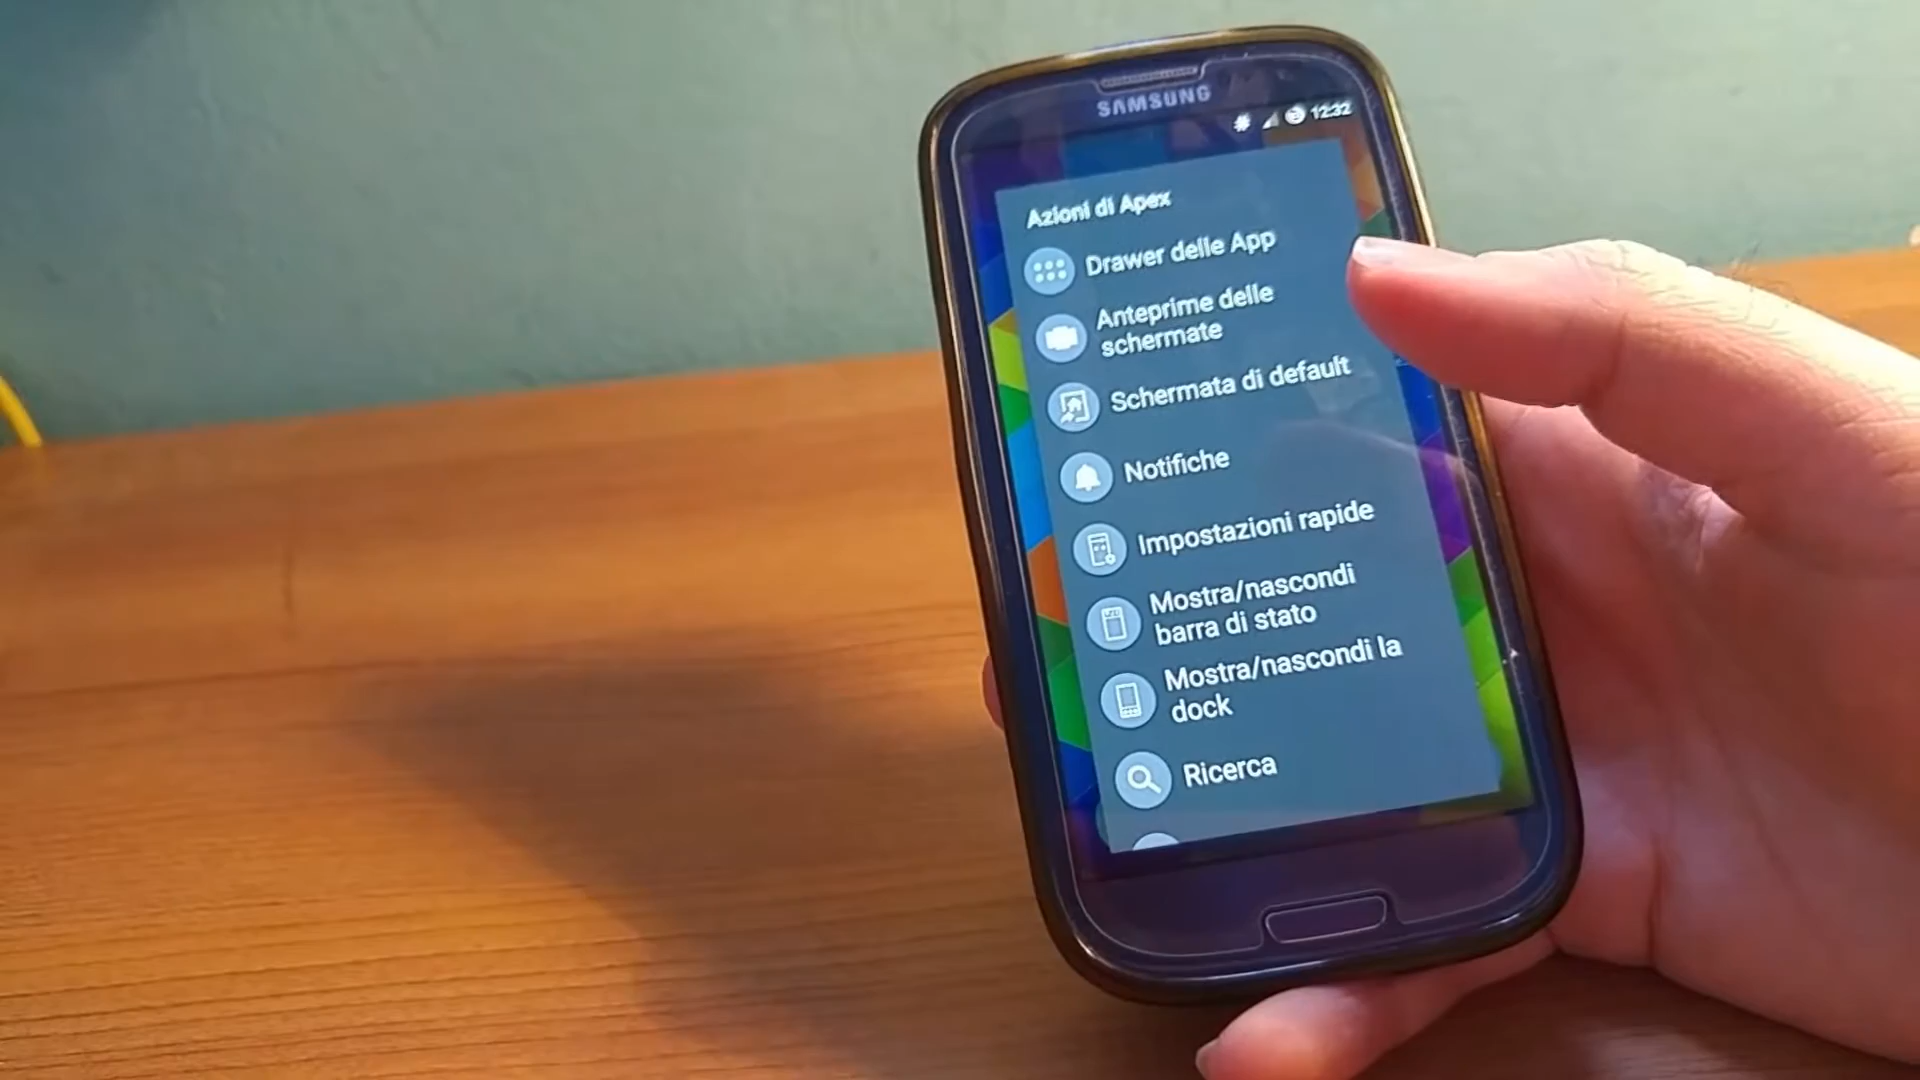 SAMSUNG
# 12:32
Azioni di Apex
Drawer delle App
Anteprime delle
schermate
Schermata di default
Notifiche
Impostazioni rapide
Mostra/nascondi
barra di stato
Mostra/nascondi la
dock
Ricerca